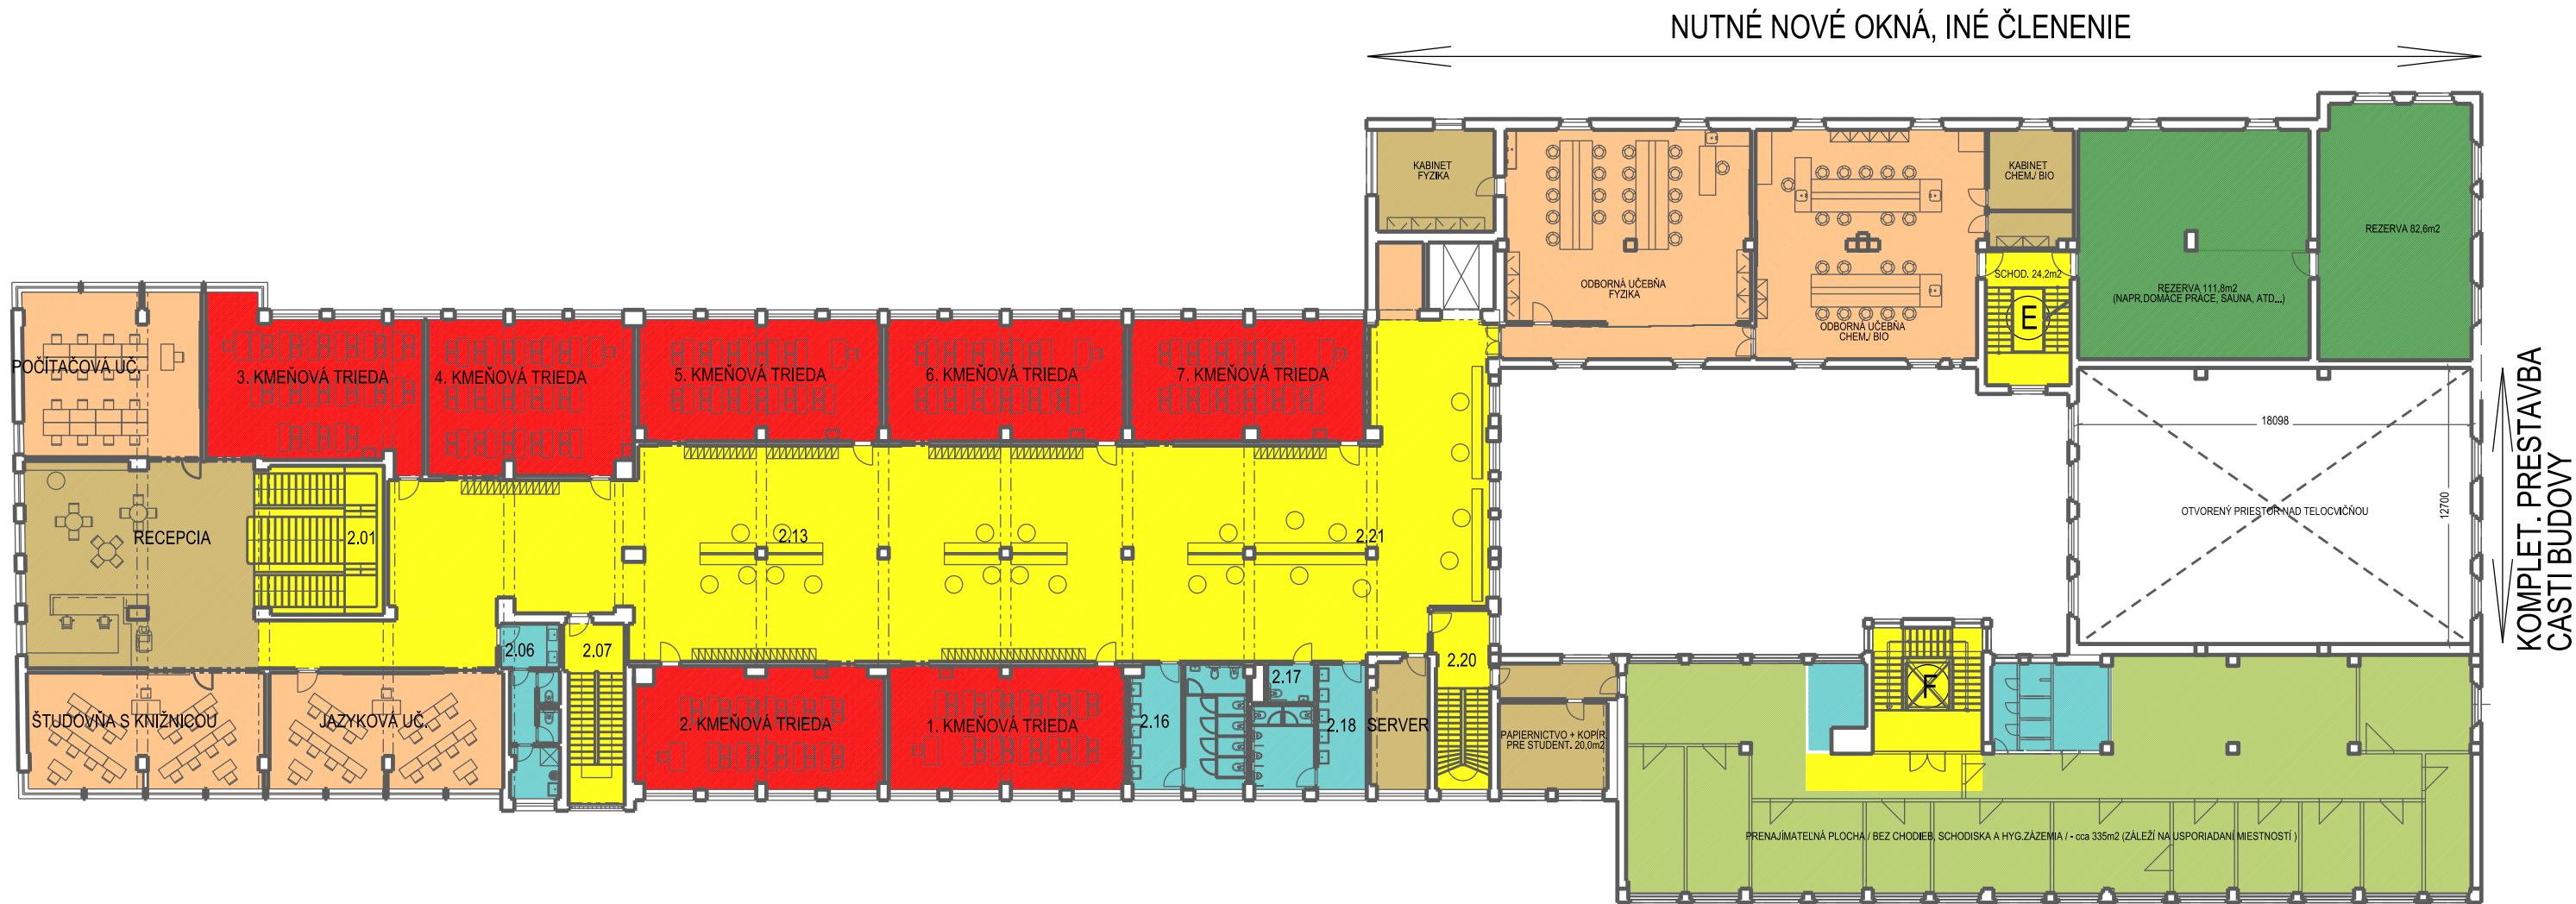 NUTNÉ NOVÉ OKNÁ, INÉ ČLENENIE
KABINET
FYZIKA
KABINET
CHEM./ BIO
REZERVA 82,6m2
SCHOD. 24,2m2
ODBORNÁ UČEBŇA
FYZIKA
REZERVA 111,8m2
(NAPR.DOMÁCE PRÁCE, SAUNA, ATD...)
E
ODBORNÁ UČEBŇA
CHEM./ BIO
POČÍTAČOVÁ UČ.
3. KMEŇOVÁ TRIEDA
4. KMEŇOVÁ TRIEDA
5. KMEŇOVÁ TRIEDA
6. KMEŇOVÁ TRIEDA
7. KMEŇOVÁ TRIEDA
18098
12700
KOMPLET. PRESTAVBA
CASTI BUDOVY
OTVORENÝ PRIESTOR NAD TELOCVIČŇOU
RECEPCIA
2.01
2.13
2.21
2.06
2.07
2.20
2.17
F
ŠTUDOVŇA S KNIŽNICOU
JAZYKOVÁ UČ.
2. KMEŇOVÁ TRIEDA
1. KMEŇOVÁ TRIEDA
2.16
2.18
SERVER
PAPIERNICTVO + KOPÍR.
PRE ŠTUDENT. 20,0m2
PRENAJÍMATEĽNÁ PLOCHA / BEZ CHODIEB, SCHODISKA A HYG.ZÁZEMIA / - cca 335m2 (ZÁLEŽÍ NA USPORIADANÍ MIESTNOSTÍ )